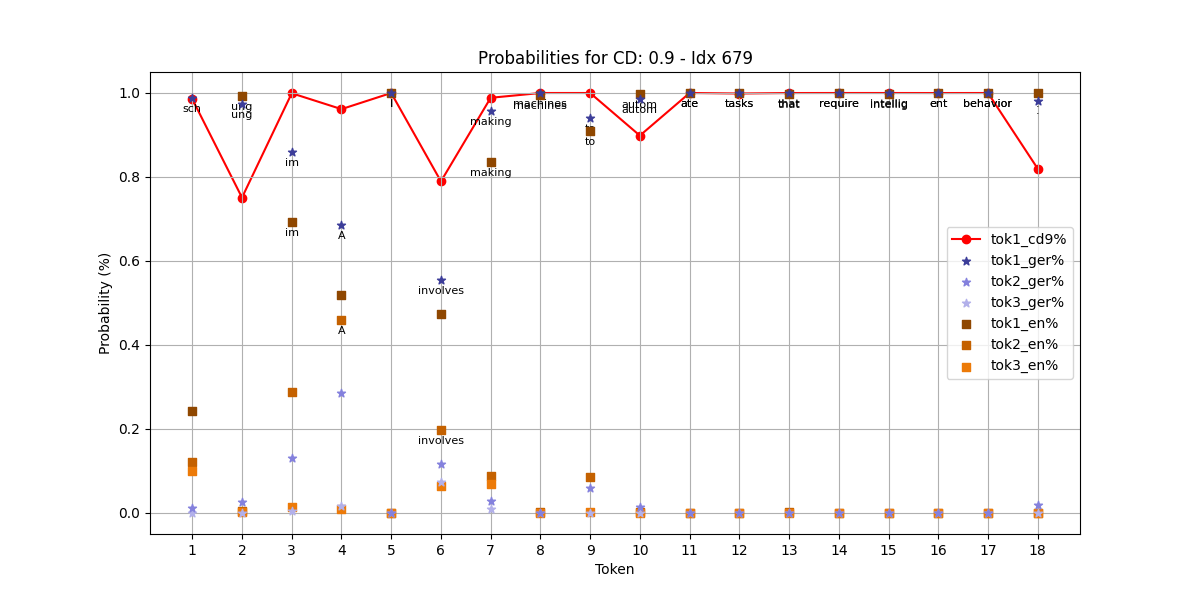 Probabilities for CD: 0.9 - Idx 679
Probability (%)
1.0
0.8
0.6
0.4
0.2
0.0
sch
ung
ung
im
im
A
A
I
involves
involves
making
making
machines
machines
to
autom
autom
ate
tasks
that
require
intellig
ent
behavior
.
tok1_cd9%
tok1_ger%
tok2_ger%
tok3_ger%
tok1_en%
tok2_en%
tok3_en%
1 2 3 4 5 6 7 8 9 10 11 12 13 14 15 16 17 18
Token